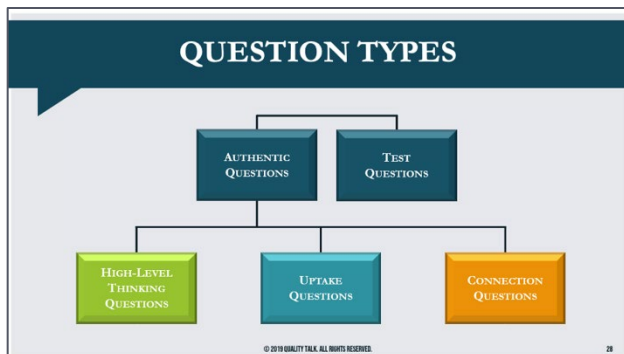 QUESTION TYPES
AUTHENTIC
QUESTIONS
TEST
QUESTIONS
HIGH-LEVEL
THINKING
QUESTIONS
UPTAKE
QUESTIONS
CONNECTION
QUESTIONS
© 2019 QUALITY TALK. ALL RIGHTS RESERVED.
28